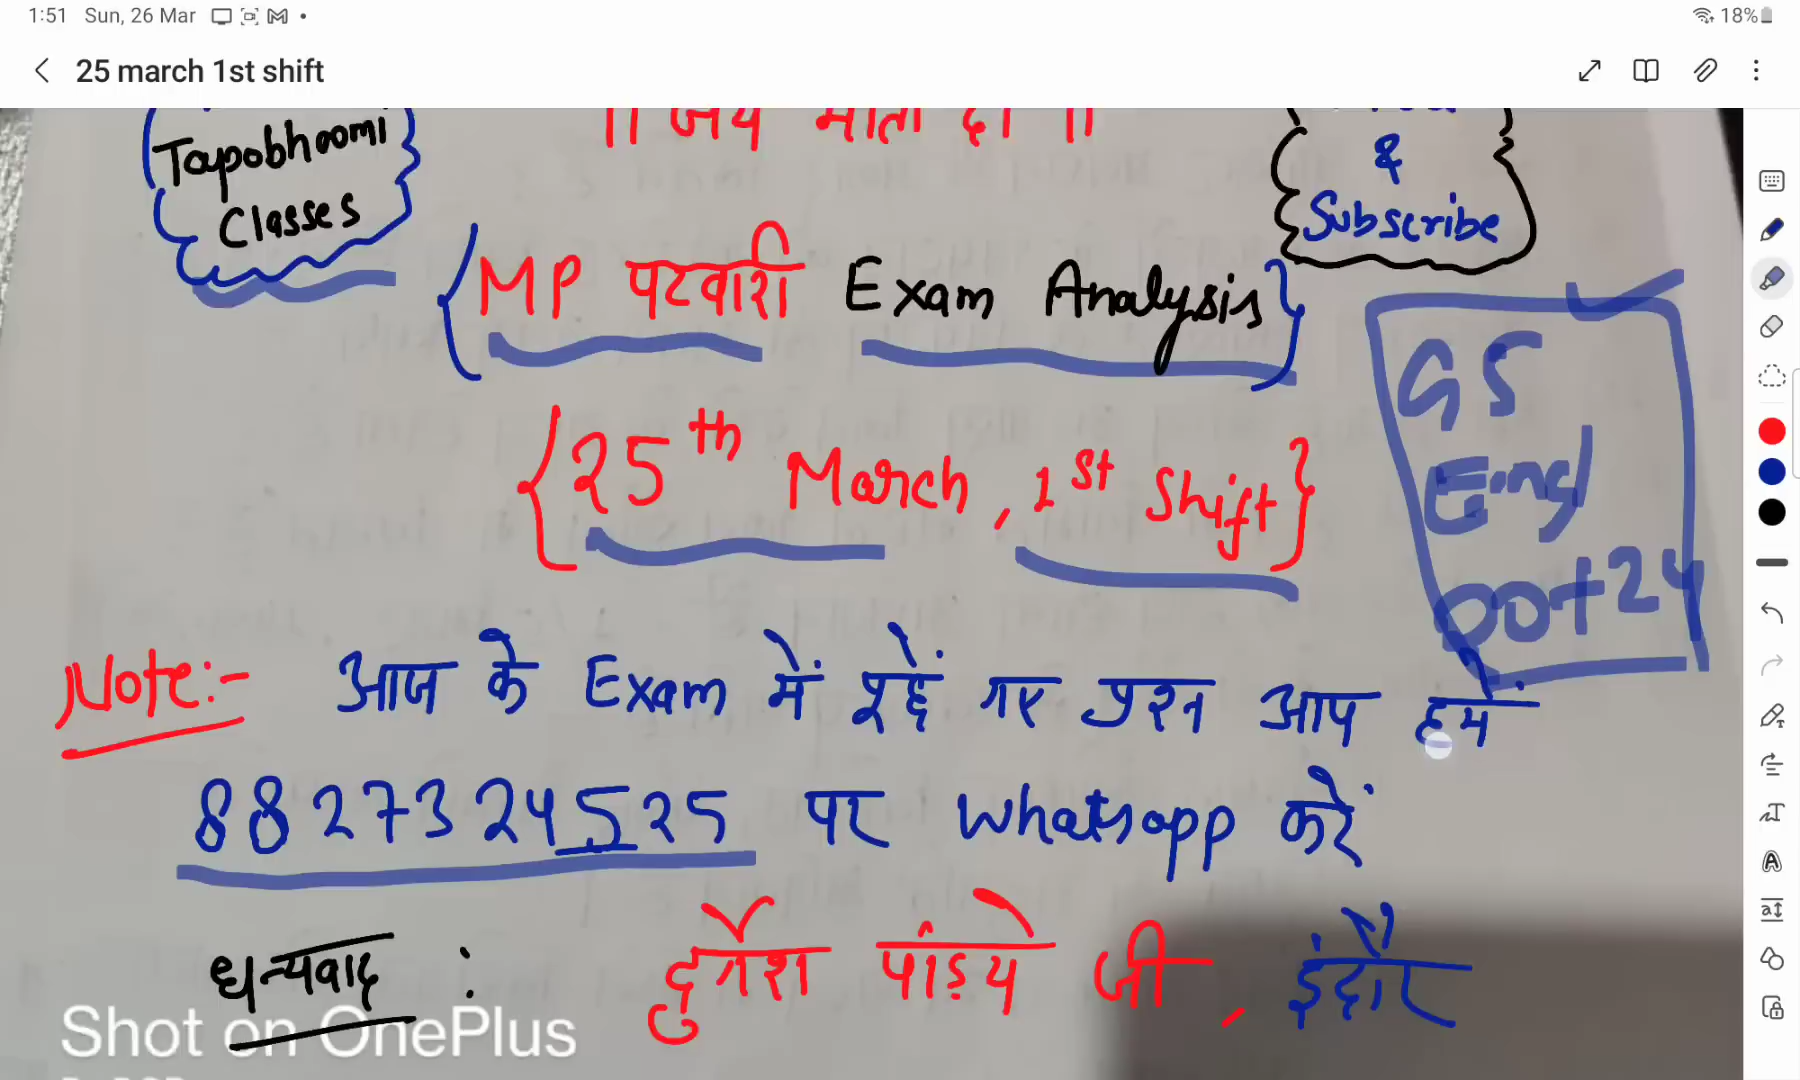 1:51 Sun, 26 Mar
18%
25 march 1st shift
Tapobhoomi
Classes
|| जय माता दी ||
&
Subscribe
{MP पटवारी Exam Analysis}
{25th March, 1st Shift}
GS
Eng
Note:- आज के Exam में पूछें गए प्रश्न आप हमें
8827324525 पर Whatsapp करें
धन्यवाद : दुर्गेश पांड्ये जी, इंदौर
Shot on OnePlus